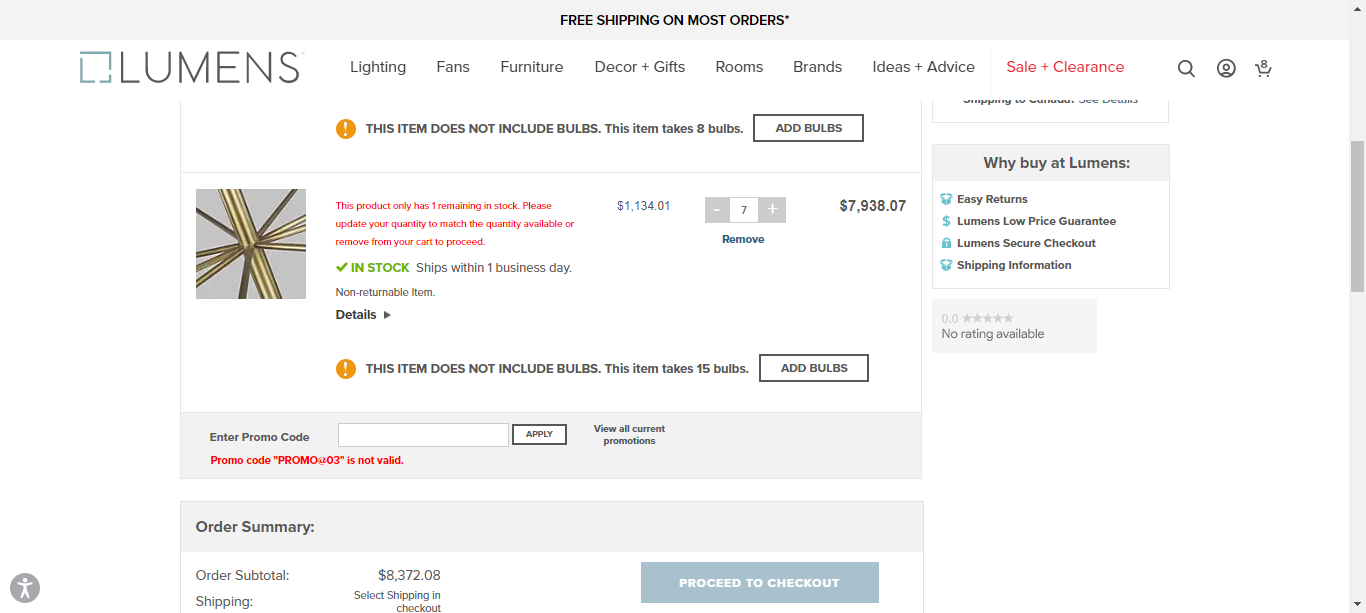 FREE SHIPPING ON MOST ORDERS*
LUMENS
Lighting
Fans
Furniture
Decor + Gifts
Rooms
Brands
Ideas + Advice
Sale + Clearance
8
Shipping to Canada? See Details
THIS ITEM DOES NOT INCLUDE BULBS. This item takes 8 bulbs.
ADD BULBS
Why buy at Lumens:
Easy Returns
Lumens Low Price Guarantee
Lumens Secure Checkout
Shipping Information
0.0 ★★★★★
No rating available
This product only has 1 remaining in stock. Please
update your quantity to match the quantity available or
remove from your cart to proceed.
$1,134.01
- 7 +
$7,938.07
Remove
IN STOCK Ships within 1 business day.
Non-returnable Item.
Details
THIS ITEM DOES NOT INCLUDE BULBS. This item takes 15 bulbs.
ADD BULBS
Enter Promo Code
APPLY
View all current
promotions
Promo code "PROMO@03" is not valid.
Order Summary:
Order Subtotal:
$8,372.08
PROCEED TO CHECKOUT
Shipping:
Select Shipping in
checkout